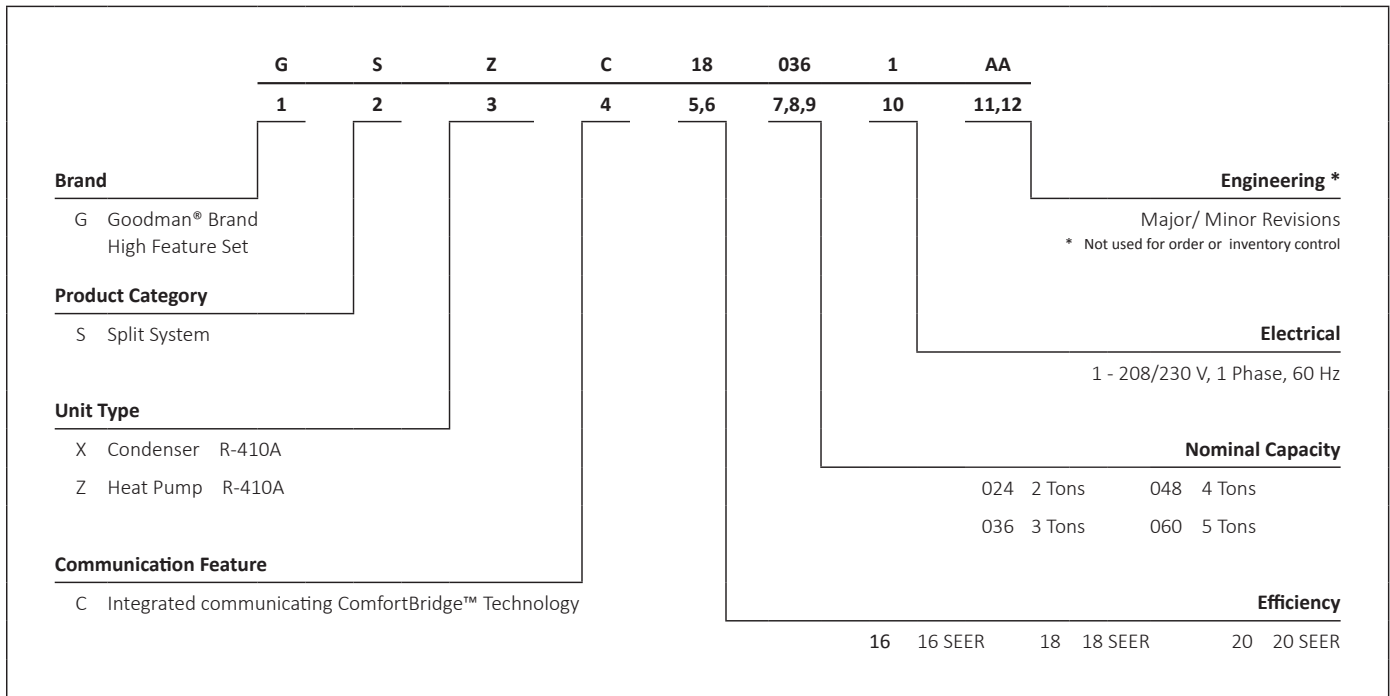 G S Z C 18 036 1 AA
1 2 3 4 5,6 7,8,9 10 11,12
Brand
G Goodman® Brand
High Feature Set
Product Category
S Split System
Unit Type
X Condenser R-410A
Z Heat Pump R-410A
Communication Feature
C Integrated communicating ComfortBridge™ Technology
Engineering *
Major/ Minor Revisions
* Not used for order or inventory control
Electrical
1 - 208/230 V, 1 Phase, 60 Hz
Nominal Capacity
024 2 Tons 048 4 Tons
036 3 Tons 060 5 Tons
Efficiency
16 16 SEER 18 18 SEER 20 20 SEER